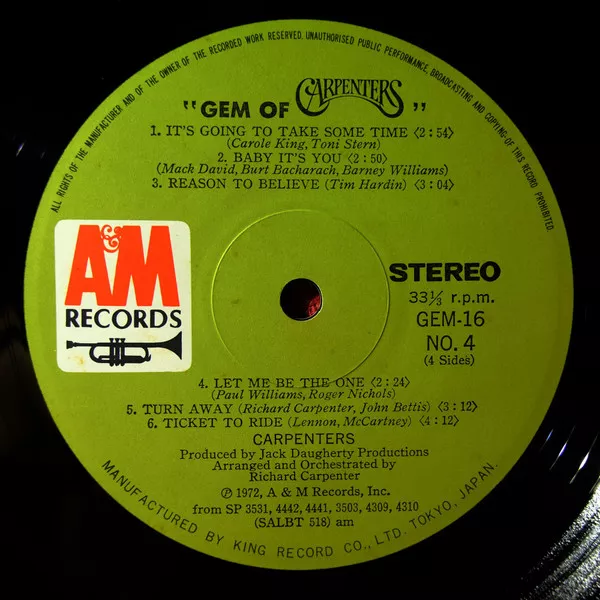 ALL RIGHTS OF THE MANUFACTURER AND OF THE OWNER OF THE RECORDED WORK RESERVED. UNAUTHORISED PUBLIC PERFORMANCE, BROADCASTING AND COPYING OF THIS RECORD PROHIBITED.
"GEM OF CARPENTERS"
1. IT'S GOING TO TAKE SOME TIME ⟨2:54⟩
(Carole King, Toni Stern)
2. BABY IT'S YOU ⟨2:50⟩
(Mack David, Burt Bacharach, Barney Williams)
3. REASON TO BELIEVE (Tim Hardin) ⟨3:04⟩
A&M
RECORDS
STEREO
33⅓ r.p.m.
GEM-16
NO. 4
(4 Sides)
4. LET ME BE THE ONE ⟨2:24⟩
(Paul Williams, Roger Nichols)
5. TURN AWAY (Richard Carpenter, John Bettis) ⟨3:12⟩
6. TICKET TO RIDE (Lennon, McCartney) ⟨4:12⟩
CARPENTERS
Produced by Jack Daugherty Productions
Arranged and Orchestrated by
Richard Carpenter
℗ 1972, A & M Records, Inc.
from SP 3531, 4442, 4441, 3503, 4309, 4310
(SALBT 518) am
MANUFACTURED BY KING RECORD CO., LTD. TOKYO, JAPAN.